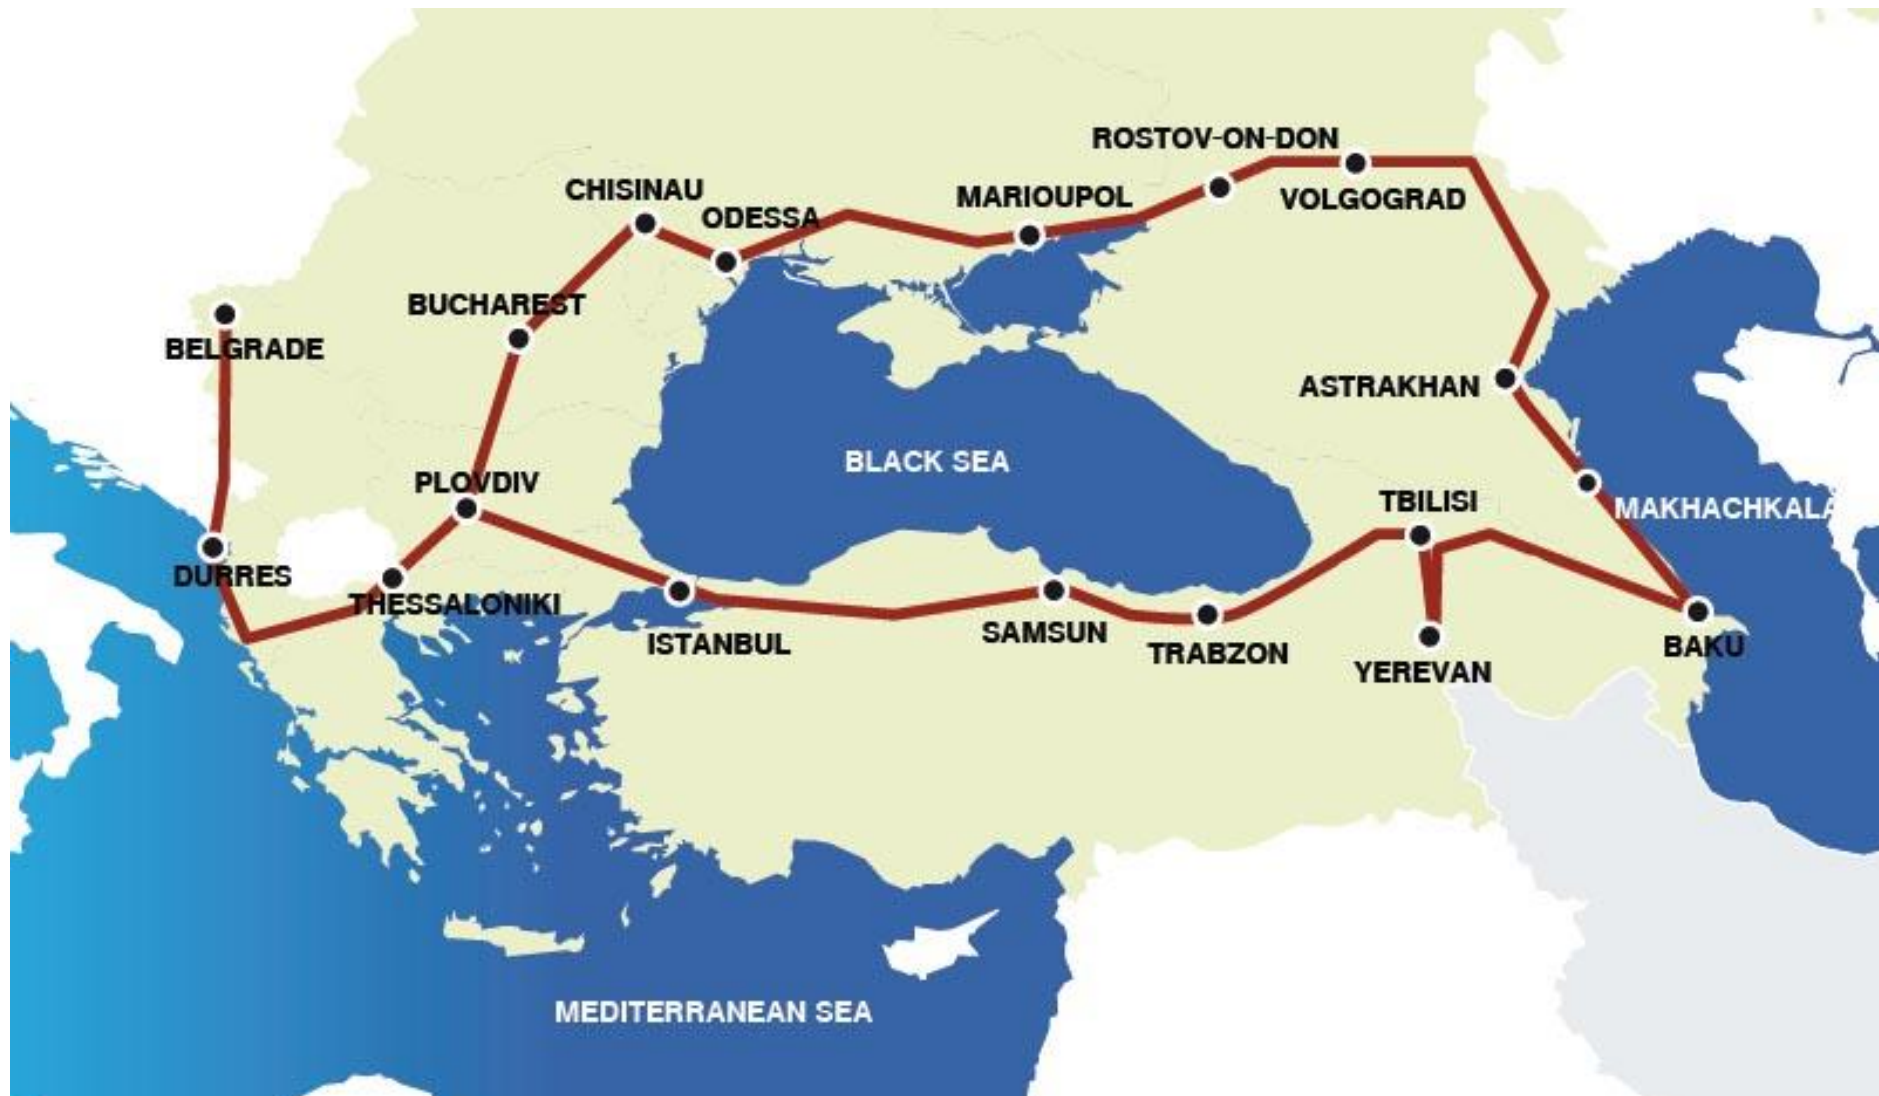 ROSTOV-ON-DON
CHISINAU
MARIOUPOL
VOLGOGRAD
ODESSA
BUCHAREST
BELGRADE
ASTRAKHAN
BLACK SEA
PLOVDIV
TBILISI
MAKHACHKALA
DURRES
THESSALONIKI
ISTANBUL
SAMSUN
TRABZON
BAKU
YEREVAN
MEDITERRANEAN SEA